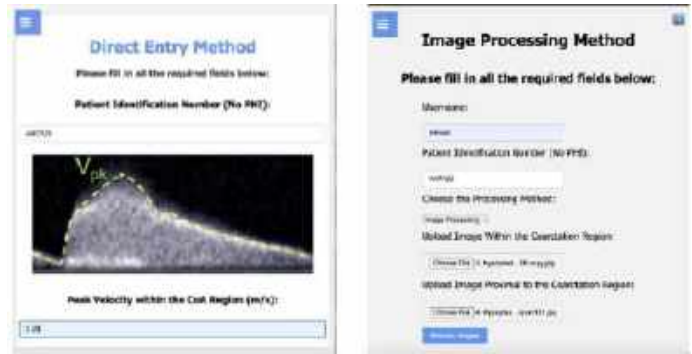 Direct Entry Method
Please fill in all the required fields below:
Patient Identification Number (No PHI):
Vpk
Peak Velocity within the CoA Region (m/s):
Image Processing Method
Please fill in all the required fields below:
Username:
Patient Identification Number (No PHI):
Choose the Processing Method:
Image Processing
Upload Image Within the Coarctation Region
Choose File
Upload Image Proximal to the Coarctation Region
Choose File